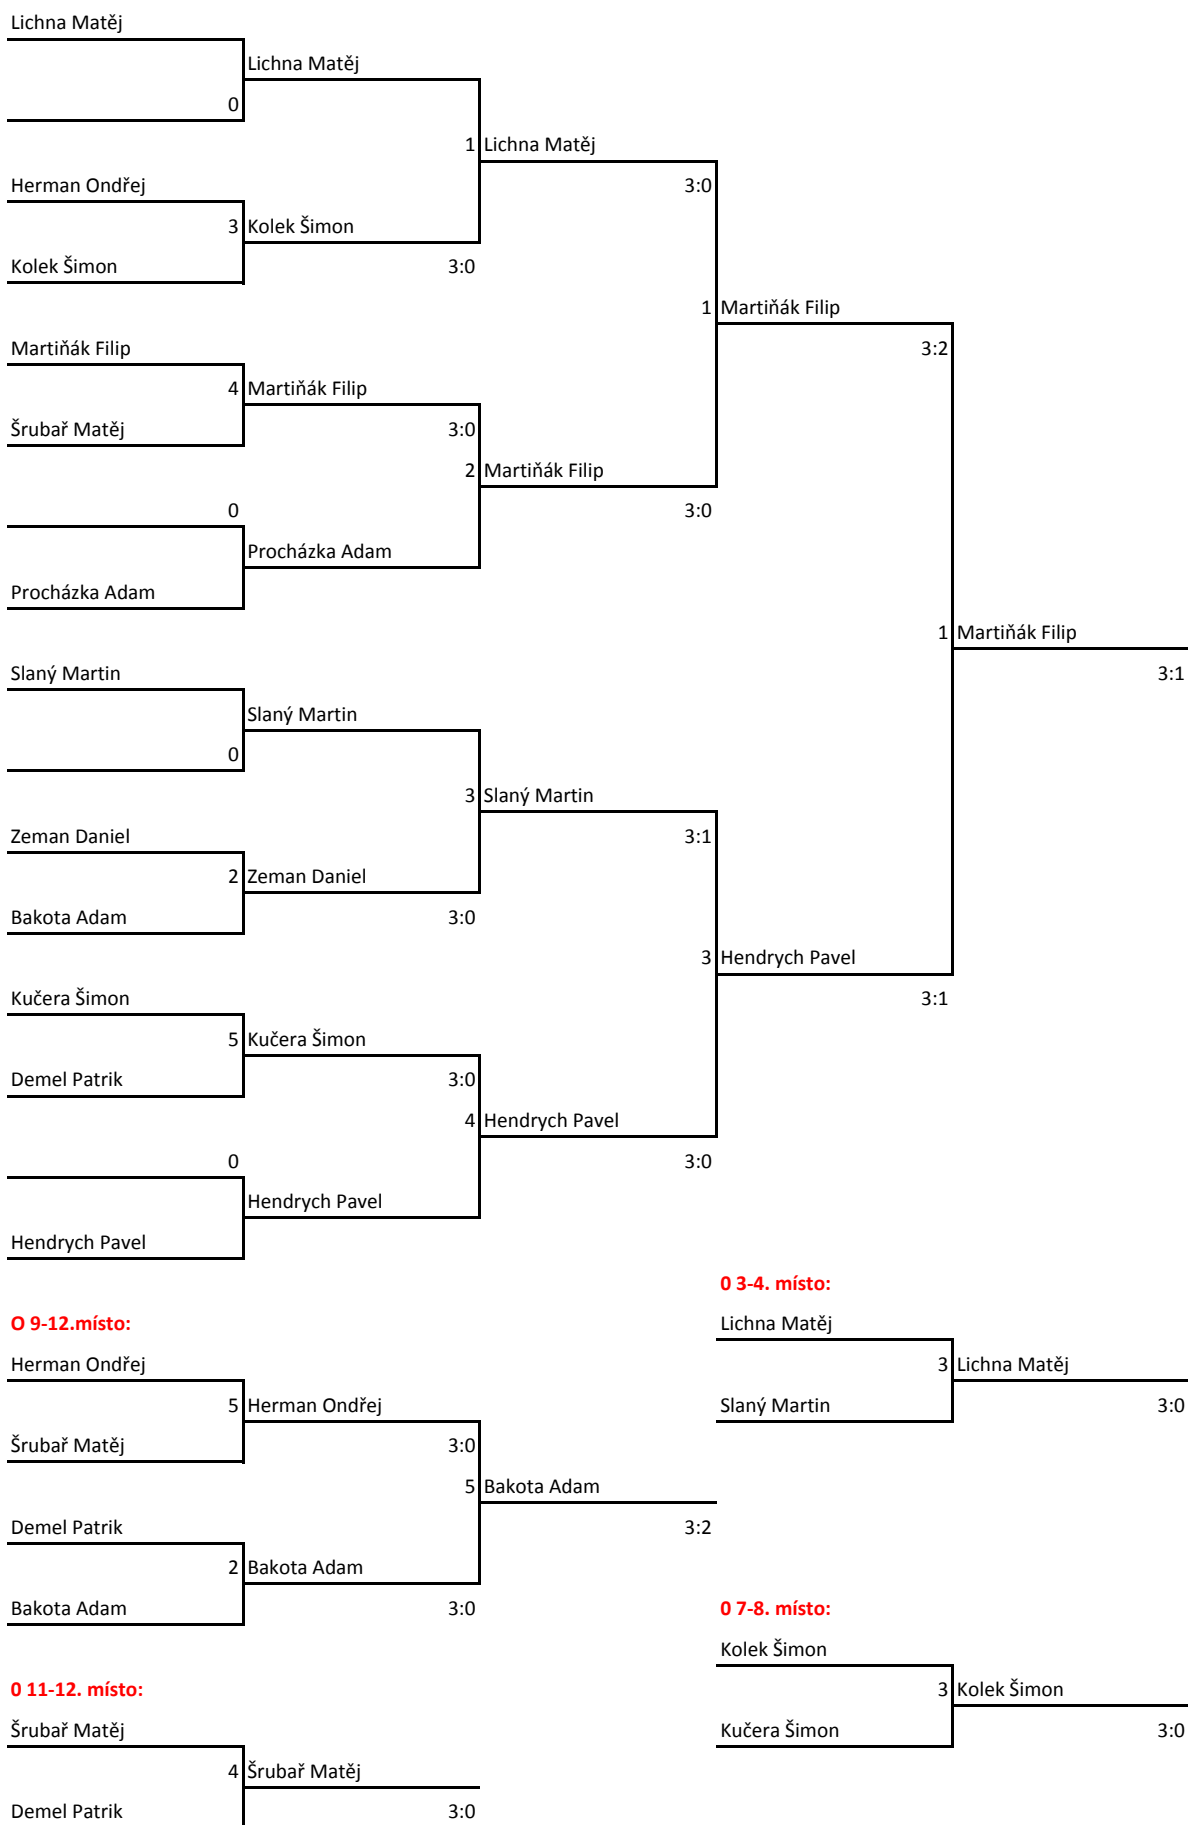 Lichna Matěj
Lichna Matěj
0
1 Lichna Matěj
Herman Ondřej 3:0
3 Kolek Šimon
Kolek Šimon 3:0
1 Martiňák Filip
Martiňák Filip 3:2
4 Martiňák Filip
Šrubař Matěj 3:0
2 Martiňák Filip
0 3:0
Procházka Adam
Procházka Adam
1 Martiňák Filip
Slaný Martin 3:1
Slaný Martin
0
3 Slaný Martin
Zeman Daniel 3:1
2 Zeman Daniel
Bakota Adam 3:0
3 Hendrych Pavel
Kučera Šimon 3:1
5 Kučera Šimon
Demel Patrik 3:0
4 Hendrych Pavel
0 3:0
Hendrych Pavel
Hendrych Pavel
0 3-4. místo:
O 9-12.místo: Lichna Matěj
Herman Ondřej 3 Lichna Matěj
5 Herman Ondřej Slaný Martin 3:0
Šrubař Matěj 3:0
5 Bakota Adam
Demel Patrik 3:2
2 Bakota Adam
Bakota Adam 3:0 0 7-8. místo:
Kolek Šimon
0 11-12. místo: 3 Kolek Šimon
Šrubař Matěj Kučera Šimon 3:0
4 Šrubař Matěj
Demel Patrik 3:0